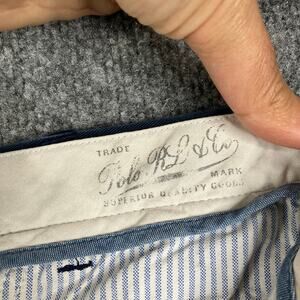 TRADE
Polo RL & Co
MARK
SUPERIOR QUALITY GOODS